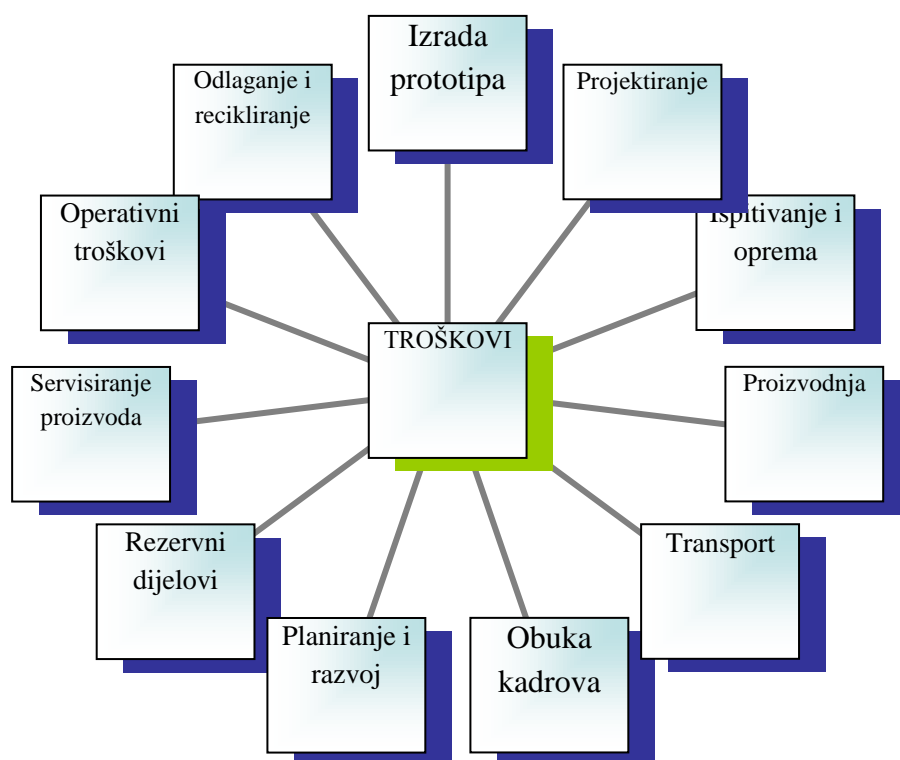 Izrada
prototipa
Projektiranje
Ispitivanje i
oprema
Proizvodnja
Transport
Obuka
kadrova
Planiranje i
razvoj
Rezervni
dijelovi
Servisiranje
proizvoda
Operativni
troškovi
Odlaganje i
recikliranje
TROŠKOVI